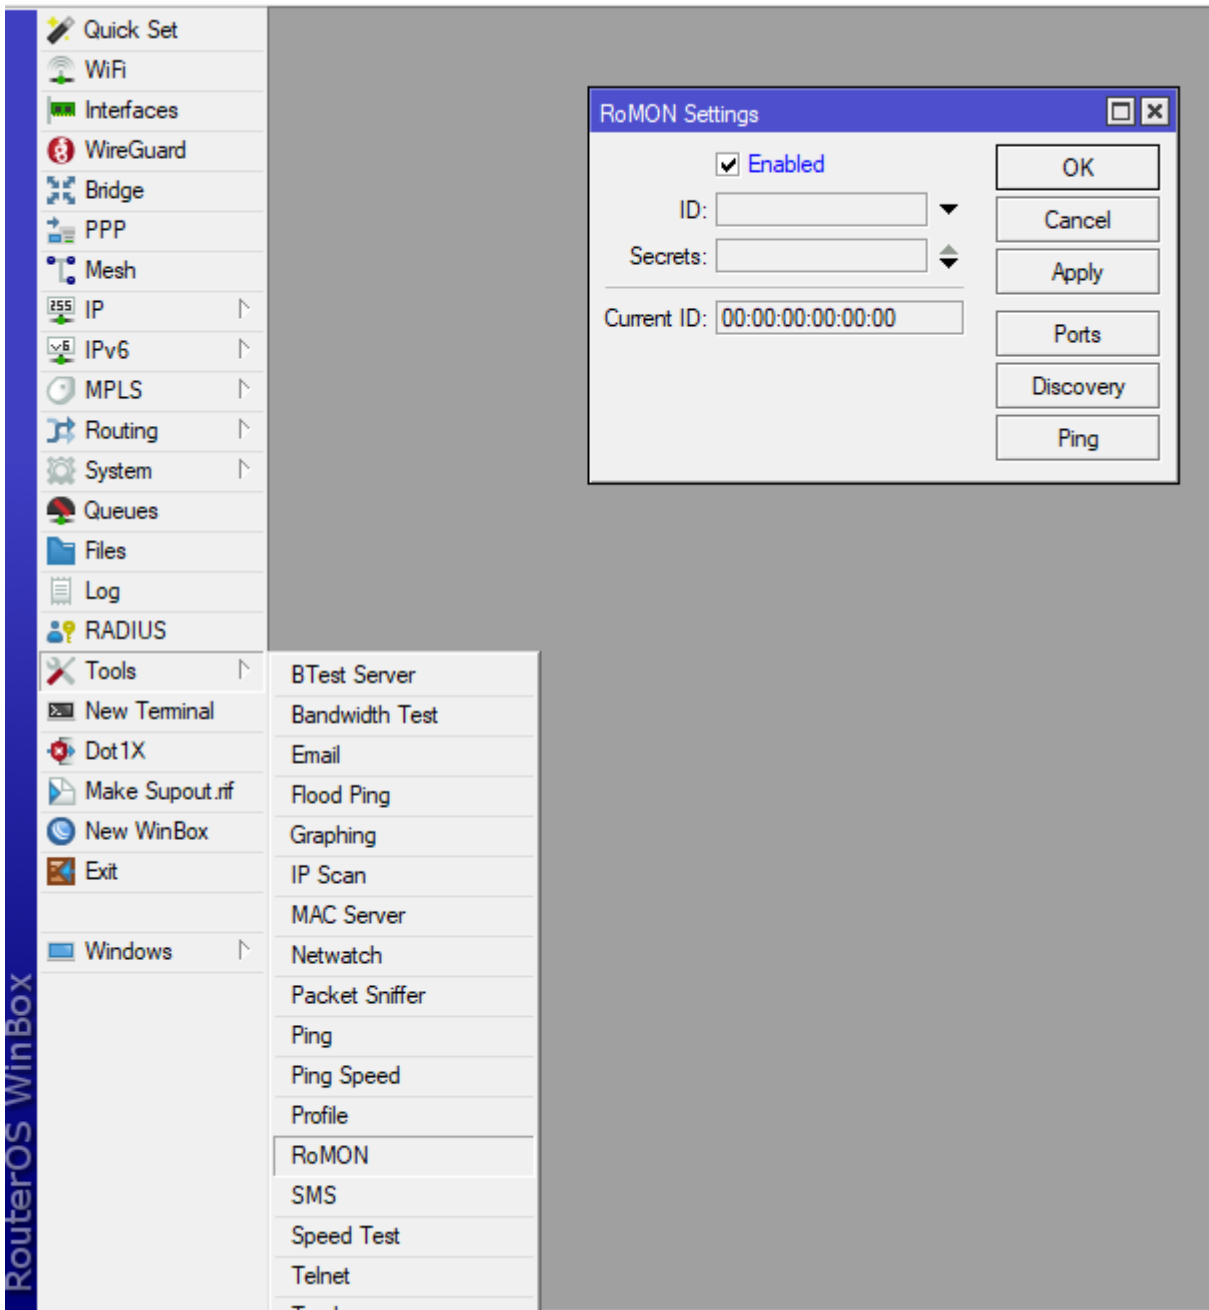 Quick Set
WiFi
Interfaces
WireGuard
Bridge
PPP
Mesh
255 IP
v6 IPv6
MPLS
Routing
System
Queues
Files
Log
RADIUS
Tools
New Terminal
Dot1X
Make Supout.rif
New WinBox
Exit
Windows
RouterOS WinBox
BTest Server
Bandwidth Test
Email
Flood Ping
Graphing
IP Scan
MAC Server
Netwatch
Packet Sniffer
Ping
Ping Speed
Profile
RoMON
SMS
Speed Test
Telnet
RoMON Settings
Enabled
ID:
Secrets:
Current ID: 00:00:00:00:00:00
OK
Cancel
Apply
Ports
Discovery
Ping